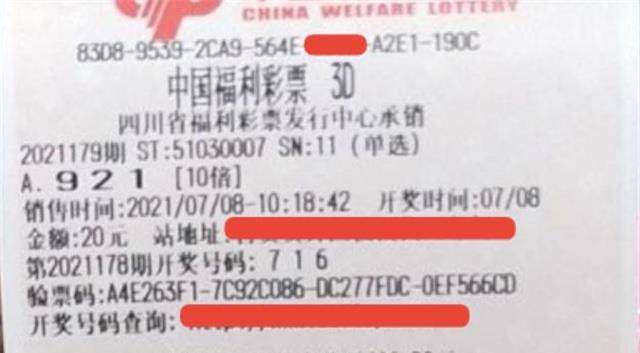 CHINA WELFARE LOTTERY
83D8-9539-2CA9-564E A2E1-190C
中国福利彩票 3D
四川省福利彩票发行中心承销
2021179期 ST:51030007 SN:11 (单选)
A. 921 [10倍]
销售时间:2021/07/08-10:18:42 开奖时间:07/08
金额:20元 站地址:
第2021178期开奖号码: 7 1 6
验票码:A4E263F1-7C92C086-DC277FDC-0EF566CD
开奖号码查询: